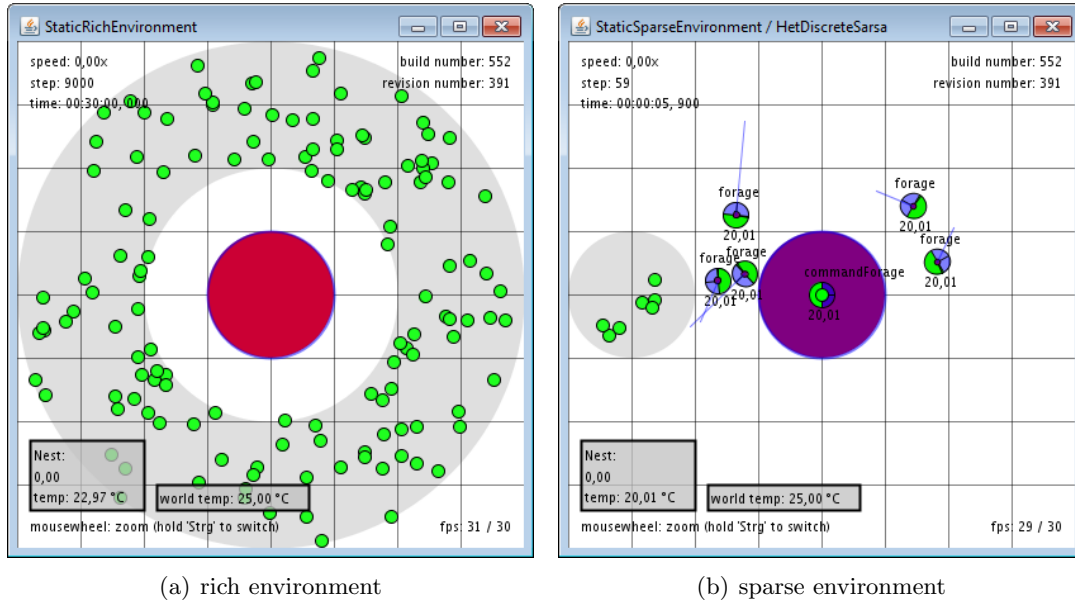 StaticRichEnvironment
speed: 0,00x
build number: 552
step: 9000
revision number: 391
time: 00:30:00, 000
Nest:
0,00
temp: 22,97 °C
world temp: 25,00 °C
mousewheel: zoom (hold 'Strg' to switch)
fps: 31 / 30
(a) rich environment
StaticSparseEnvironment / HetDiscreteSarsa
speed: 0,00x
build number: 552
step: 59
revision number: 391
time: 00:00:05, 900
forage
20,01
forage
20,01
forage
20,01
forage
20,01
forage
20,01
commandForage
20,01
Nest:
0,00
temp: 20,01 °C
world temp: 25,00 °C
mousewheel: zoom (hold 'Strg' to switch)
fps: 29 / 30
(b) sparse environment